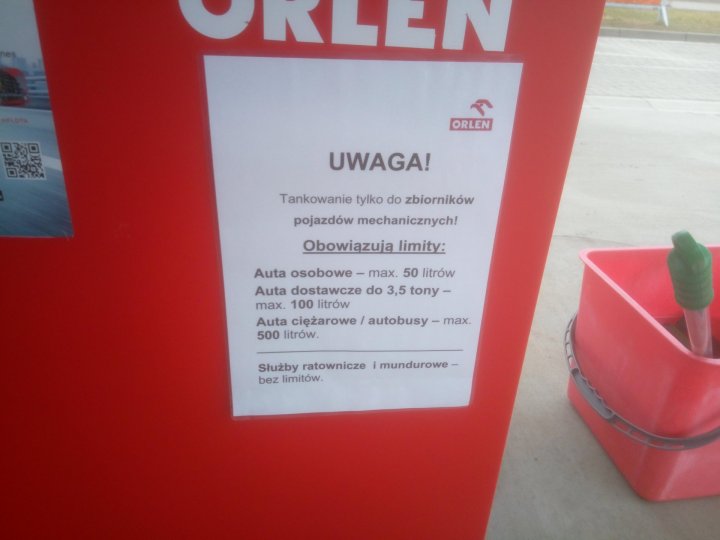 ORLEN
ORLEN
UWAGA!
Tankowanie tylko do zbiorników
pojazdów mechanicznych!
Obowiązują limity:
Auta osobowe – max. 50 litrów
Auta dostawcze do 3,5 tony –
max. 100 litrów
Auta ciężarowe / autobusy – max.
500 litrów.
Służby ratownicze i mundurowe –
bez limitów.